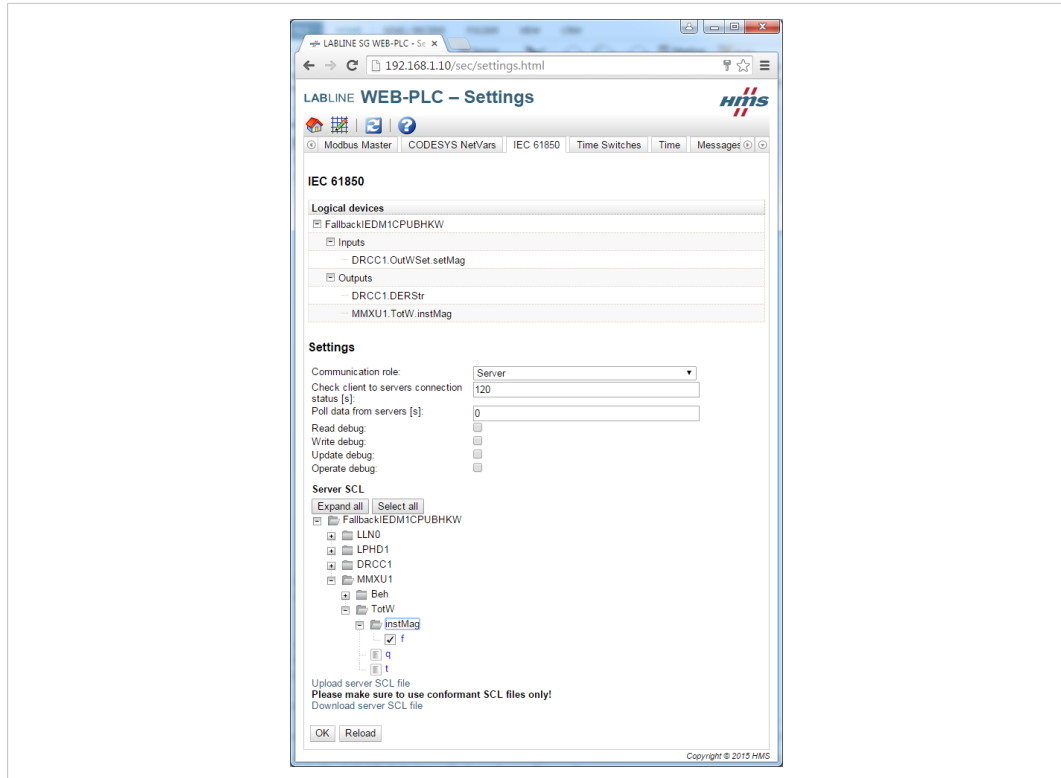 LABLINE SG WEB-PLC - Se
192.168.1.10/sec/settings.html
LABLINE WEB-PLC – Settings
HMS
Modbus Master CODESYS NetVars IEC 61850 Time Switches Time Messages
IEC 61850
Logical devices
FallbackIEDM1CPUBHKW
Inputs
DRCC1.OutWSet.setMag
Outputs
DRCC1.DERStr
MMXU1.TotW.instMag
Settings
Communication role: Server
Check client to servers connection
status [s]: 120
Poll data from servers [s]: 0
Read debug:
Write debug:
Update debug:
Operate debug:
Server SCL
Expand all Select all
FallbackIEDM1CPUBHKW
LLN0
LPHD1
DRCC1
MMXU1
Beh
TotW
instMag
f
q
t
Upload server SCL file
Please make sure to use conformant SCL files only!
Download server SCL file
OK Reload
Copyright © 2015 HMS